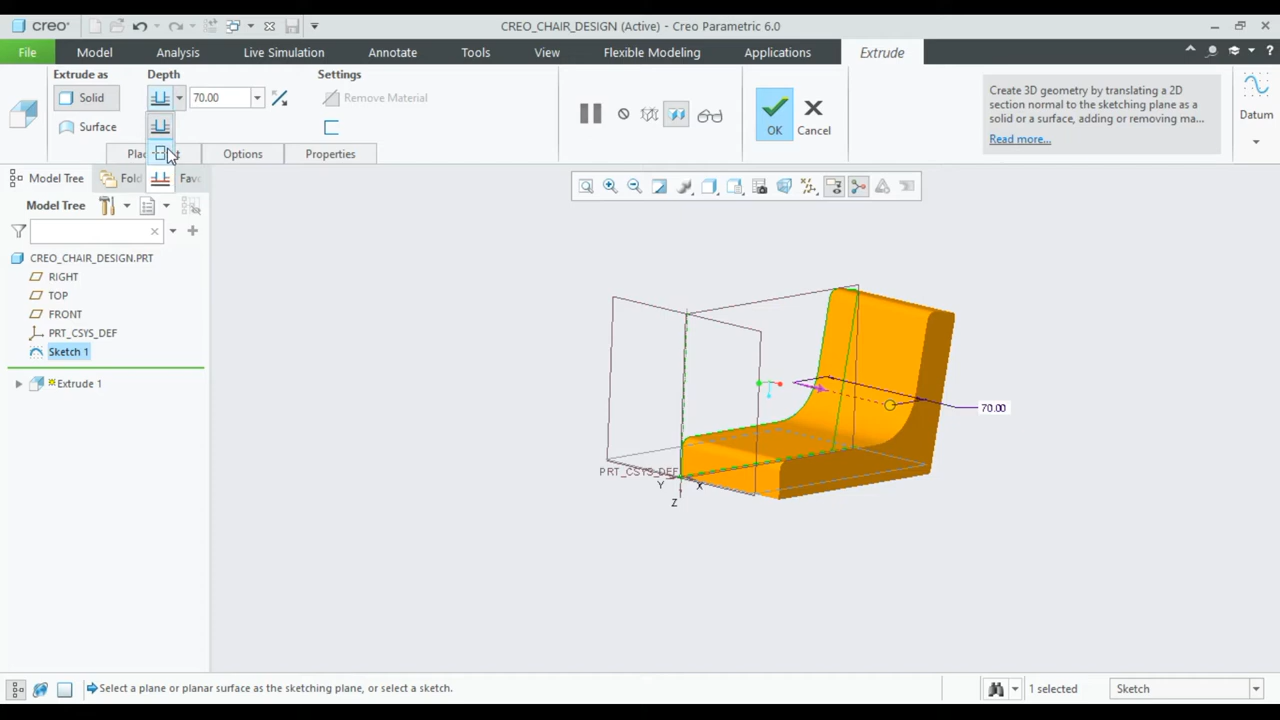 creo®
CREO_CHAIR_DESIGN (Active) - Creo Parametric 6.0
File Model Analysis Live Simulation Annotate Tools View Flexible Modeling Applications Extrude
Extrude as Depth Settings
Solid 70.00 Remove Material
Surface
OK Cancel
Create 3D geometry by translating a 2D
section normal to the sketching plane as a
solid or a surface, adding or removing ma...
Read more...
Datum
Options Properties
Model Tree
Model Tree
CREO_CHAIR_DESIGN.PRT
RIGHT
TOP
FRONT
PRT_CSYS_DEF
Sketch 1
Extrude 1
70.00
PRT_CSYS_DEF
Y X
Z
Select a plane or planar surface as the sketching plane, or select a sketch.
1 selected
Sketch